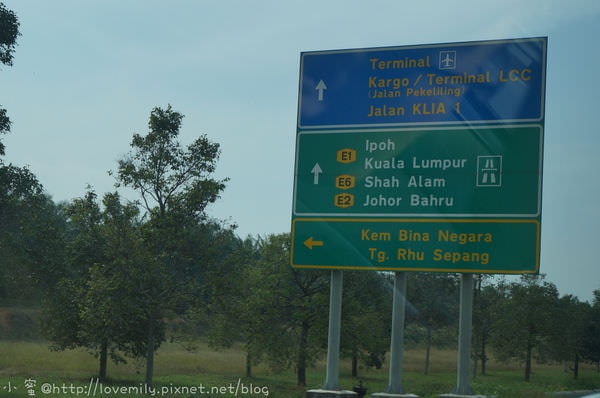 Terminal
Kargo / Terminal LCC
(Jalan Pekeliling)
Jalan KLIA 1
Ipoh
E1 Kuala Lumpur
E6 Shah Alam
E2 Johor Bahru
Kem Bina Negara
Tg. Rhu Sepang
小蜜@http://lovemily.pixnet.net/blog